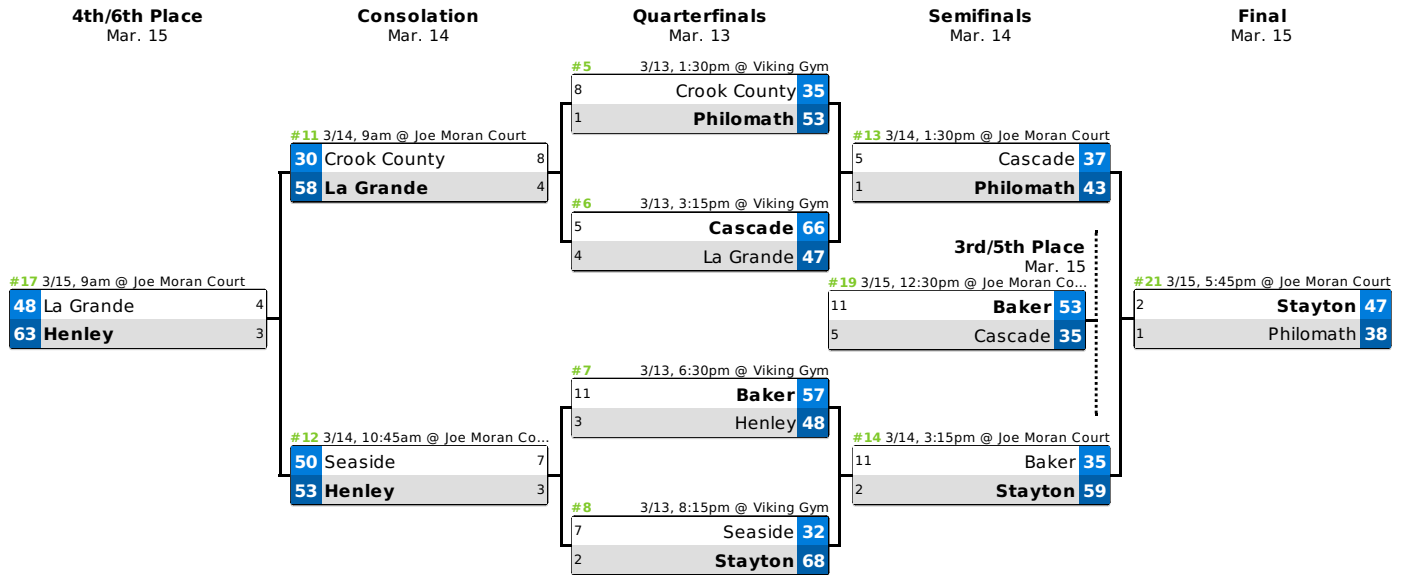 4th/6th Place
Mar. 15
Consolation
Mar. 14
Quarterfinals
Mar. 13
Semifinals
Mar. 14
Final
Mar. 15
#17 3/15, 9am @ Joe Moran Court
48 La Grande 4
63 Henley 3
#11 3/14, 9am @ Joe Moran Court
30 Crook County 8
58 La Grande 4
#12 3/14, 10:45am @ Joe Moran Co...
50 Seaside 7
53 Henley 3
#5 3/13, 1:30pm @ Viking Gym
8 Crook County 35
1 Philomath 53
#6 3/13, 3:15pm @ Viking Gym
5 Cascade 66
4 La Grande 47
#7 3/13, 6:30pm @ Viking Gym
11 Baker 57
3 Henley 48
#8 3/13, 8:15pm @ Viking Gym
7 Seaside 32
2 Stayton 68
#13 3/14, 1:30pm @ Joe Moran Court
5 Cascade 37
1 Philomath 43
3rd/5th Place
Mar. 15
#19 3/15, 12:30pm @ Joe Moran Co...
11 Baker 53
5 Cascade 35
#14 3/14, 3:15pm @ Joe Moran Court
11 Baker 35
2 Stayton 59
#21 3/15, 5:45pm @ Joe Moran Court
2 Stayton 47
1 Philomath 38